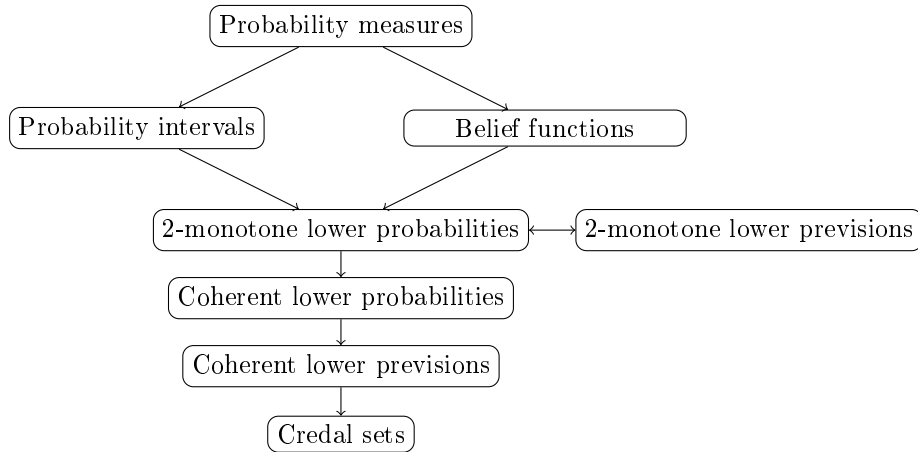 Probability measures
Probability intervals
Belief functions
2-monotone lower probabilities
2-monotone lower previsions
Coherent lower probabilities
Coherent lower previsions
Credal sets